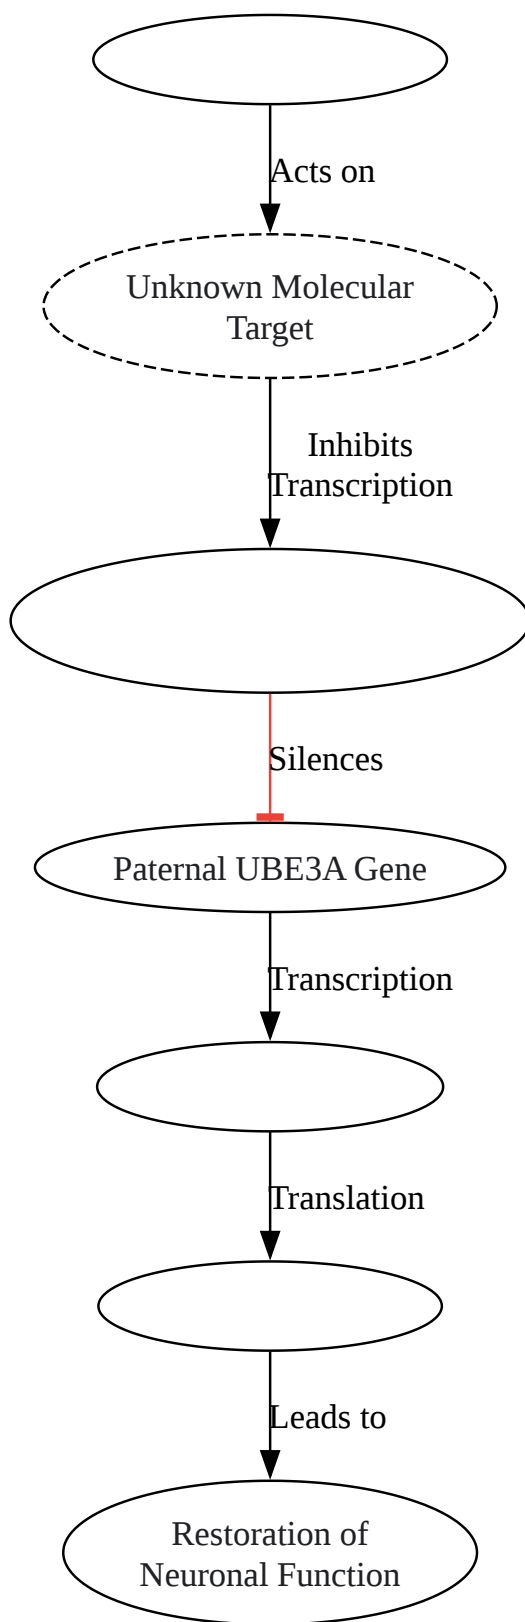 Acts on
Unknown Molecular
Target
Inhibits
Transcription
Silences
Paternal UBE3A Gene
Transcription
Translation
Leads to
Restoration of
Neuronal Function